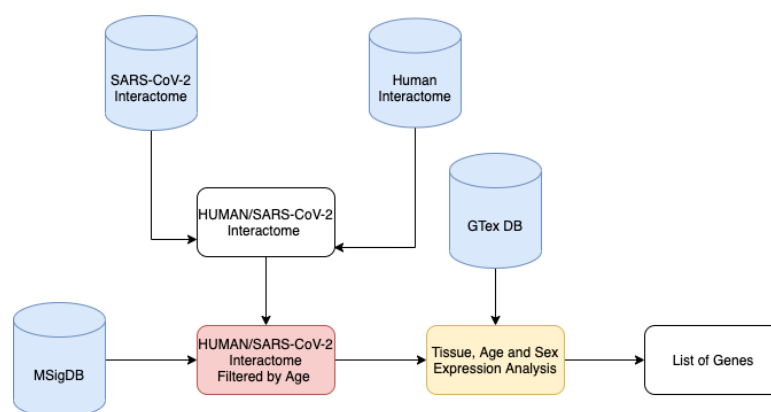 SARS-CoV-2
Interactome
Human
Interactome
HUMAN/SARS-CoV-2
Interactome
GTex DB
MSigDB
HUMAN/SARS-CoV-2
Interactome
Filtered by Age
Tissue, Age and Sex
Expression Analysis
List of Genes